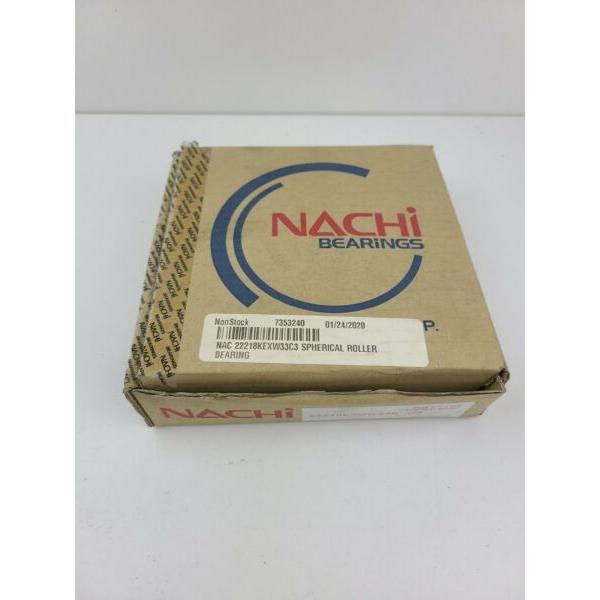 NACHi
BEARiNGS
P.
NonStock 7353240 01/24/2020
NAC 22218KEXW33C3 SPHERICAL ROLLER
BEARING
NACHi